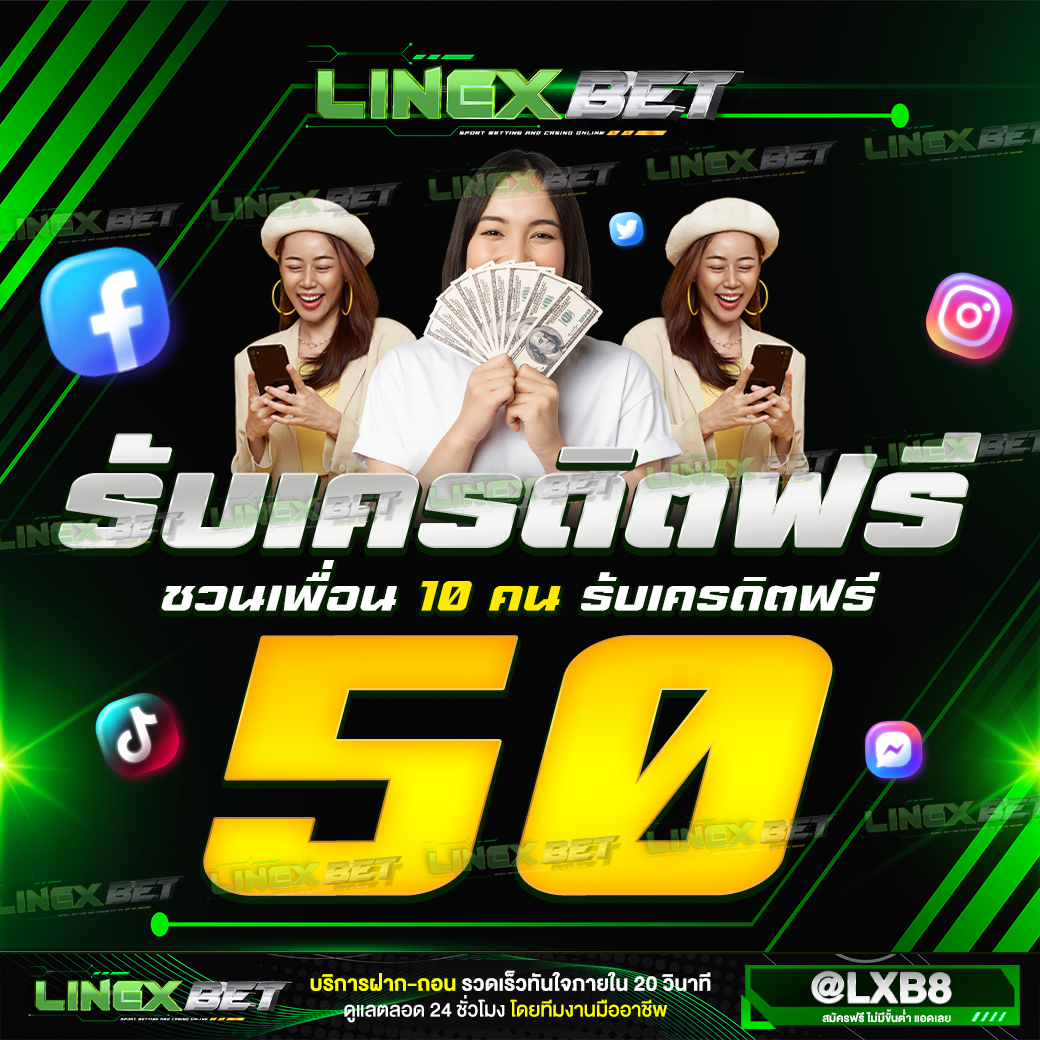 LINEXBET
SPORT BETTING AND CASINO ONLINE
รับเครดิตฟรี
ชวนเพื่อน 10 คน รับเครดิตฟรี
50
LINEXBET
SPORT BETTING AND CASINO ONLINE
บริการฝาก-ถอน รวดเร็วทันใจภายใน 20 วินาที
ดูแลตลอด 24 ชั่วโมง โดยทีมงานมืออาชีพ
@LXB8
สมัครฟรี ไม่มีขั้นต่ำ แอดเลย